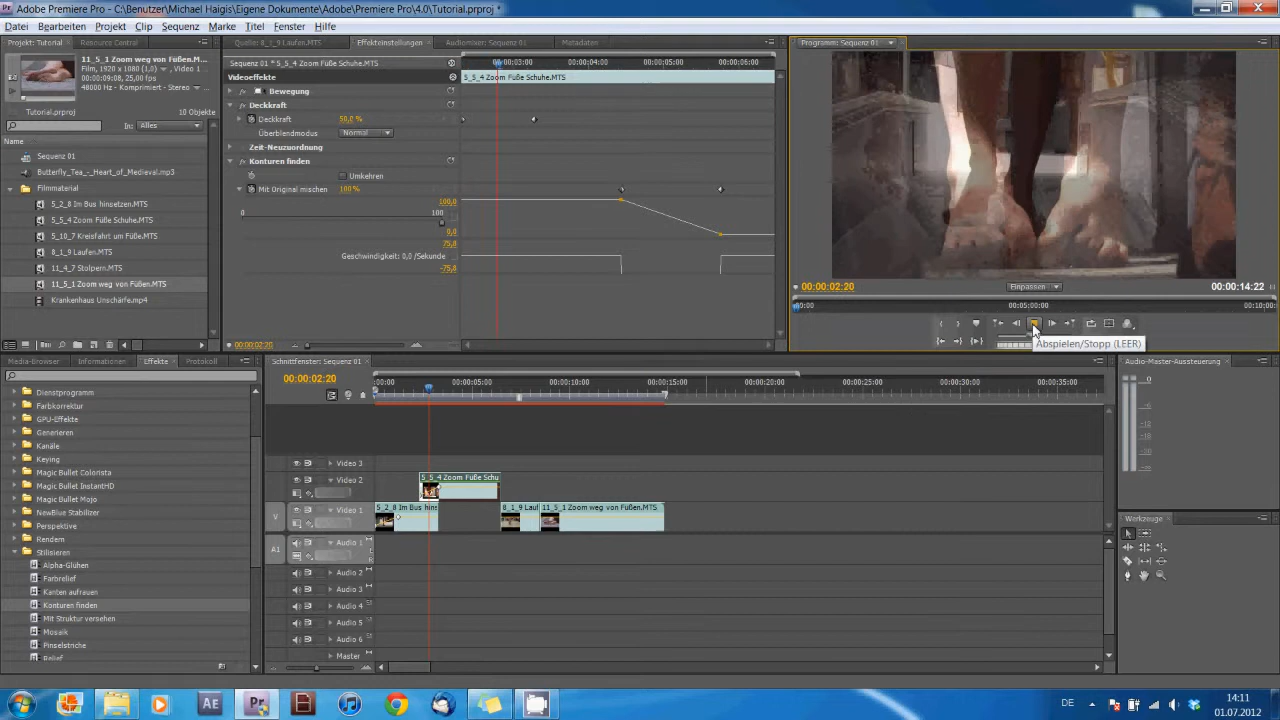 Adobe Premiere Pro - C:\Benutzer\Michael Haigis\Eigene Dokumente\Adobe\Premiere Pro\4.0\Tutorial.prproj *
Datei Bearbeiten Projekt Clip Sequenz Marke Titel Fenster Hilfe
Projekt: Tutorial Resource Central
11_5_1 Zoom weg von Füßen.M...
Film, 1920 x 1080 (1,0) , Video 1
00:00:09:08, 25,00 fps
48000 Hz - Komprimiert - Stereo
Tutorial.prproj 10 Objekte
In: Alles
Name
Sequenz 01
Butterfly_Tea_-_Heart_of_Medieval.mp3
Filmmaterial
5_2_8 Im Bus hinsetzen.MTS
5_5_4 Zoom Füße Schuhe.MTS
5_10_7 Kreisfahrt um Füße.MTS
8_1_9 Laufen.MTS
11_4_7 Stolpern.MTS
11_5_1 Zoom weg von Füßen.MTS
Krankenhaus Unschärfe.mp4
Quelle: 8_1_9 Laufen.MTS Effekteinstellungen Audiomixer: Sequenz 01 Metadaten
Sequenz 01 * 5_5_4 Zoom Füße Schuhe.MTS
00:00:03:00 00:00:04:00 00:00:05:00 00:00:06:00
Videoeffekte 5_5_4 Zoom Füße Schuhe.MTS
fx Bewegung
fx Deckkraft
Deckkraft 50,0 %
Überblendmodus Normal
Zeit-Neuzuordnung
fx Konturen finden
Umkehren
Mit Original mischen 100 %
100,0
0 100
0,0
75,0
Geschwindigkeit: 0,0 /Sekunde
-75,0
00:00:02:20
Programm: Sequenz 01
00:00:02:20 Einpassen 00:00:14:22
00:00 00:05:00:00 00:10:00:00
Abspielen/Stopp (LEER)
Media-Browser Informationen Effekte Protokoll
Dienstprogramm
Farbkorrektur
GPU-Effekte
Generieren
Kanäle
Keying
Magic Bullet Colorista
Magic Bullet InstantHD
Magic Bullet Mojo
NewBlue Stabilizer
Perspektive
Rendern
Stilisieren
Alpha-Glühen
Farbrelief
Kanten aufrauen
Konturen finden
Mit Struktur versehen
Mosaik
Pinselstriche
Relief
Schnittfenster: Sequenz 01
00:00:02:20
:00:00 00:00:05:00 00:00:10:00 00:00:15:00 00:00:20:00 00:00:25:00 00:00:30:00 00:00:35:00
Video 3
Video 2
5_5_4 Zoom Füße Schu
V Video 1
5_2_8 Im Bus hins 8_1_9 Lauf 11_5_1 Zoom weg von Füßen.MTS
A1 Audio 1
Audio 2
Audio 3
Audio 4
Audio 5
Audio 6
Master
Audio-Master-Aussteuerung
0
-6
-12
-18
Werkzeuge
DE 14:11
01.07.2012